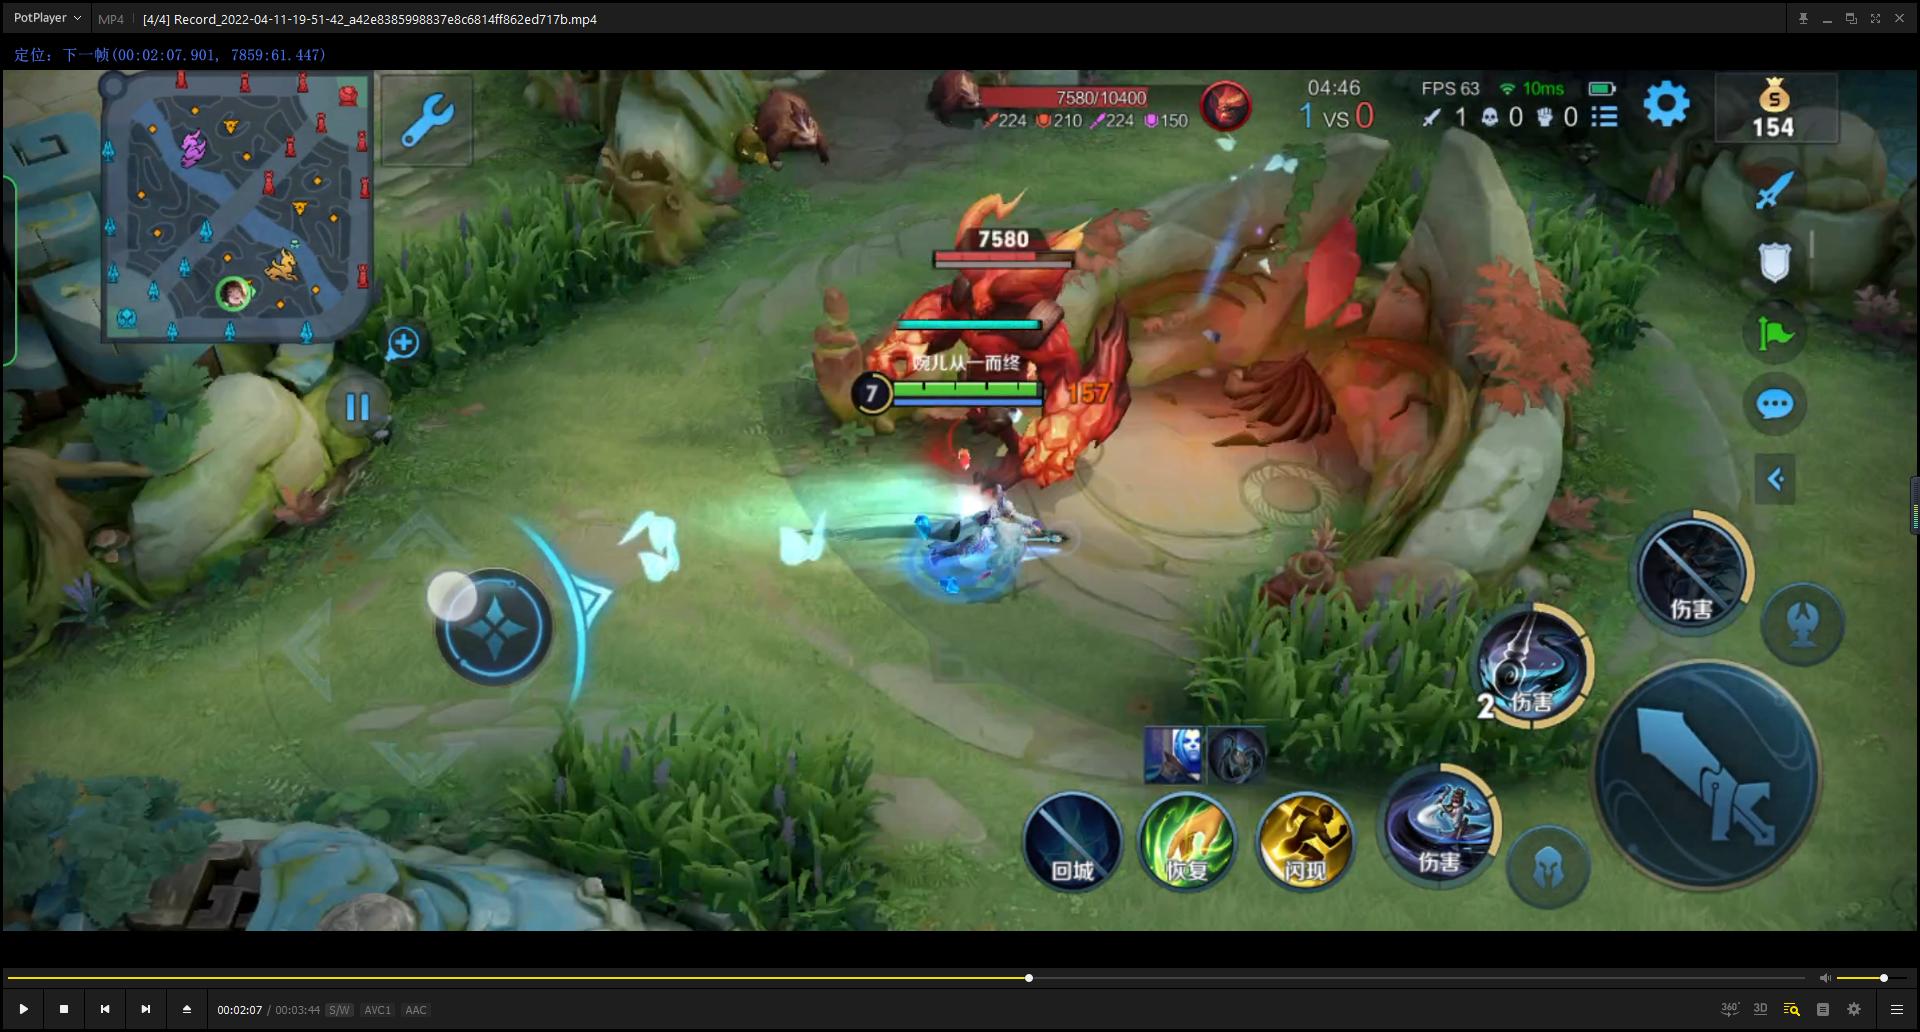 PotPlayer MP4 [4/4] Record_2022-04-11-19-51-42_a42e8385998837e8c6814ff862ed717b.mp4
定位: 下一帧(00:02:07.901, 7859:61.447)
7580/10400
224 210 224 150
04:46
1 VS 0
FPS 63 10ms
1 0 0
154
7580
婉儿从一而终
7
157
伤害
2 伤害
伤害
回城 恢复 闪现
00:02:07 / 00:03:44 S/W AVC1 AAC
360° 3D